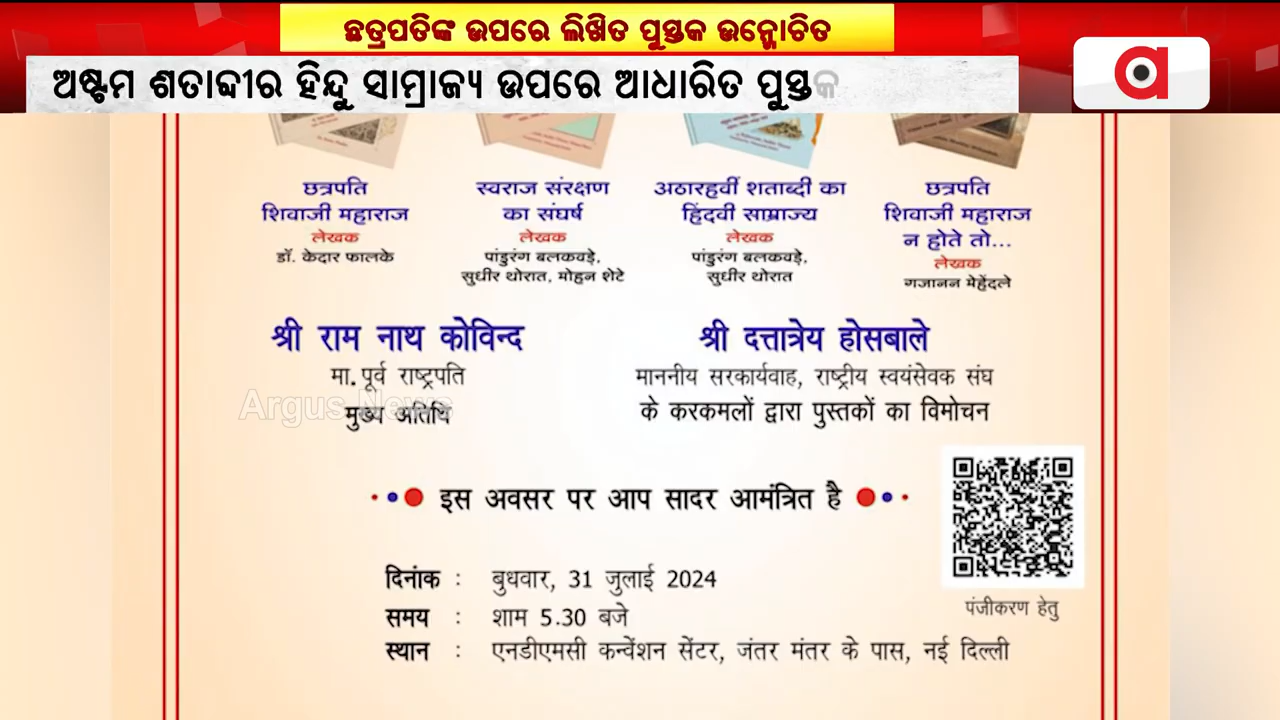 ଛତ୍ରପତିଙ୍କ ଉପରେ ଲିଖିତ ପୁସ୍ତକ ଉନ୍ମୋଚିତ
ଅଷ୍ଟମ ଶତାବ୍ଦୀର ହିନ୍ଦୁ ସାମ୍ରାଜ୍ୟ ଉପରେ ଆଧାରିତ ପୁସ୍ତକ
a
छत्रपति
शिवाजी महाराज
लेखक
डॉ. केदार फालके
स्वराज संरक्षण
का संघर्ष
लेखक
पांडुरंग बलकवड़े,
सुधीर थोरात, मोहन शेटे
अठारहवीं शताब्दी का
हिंदवी साम्राज्य
लेखक
पांडुरंग बलकवड़े,
सुधीर थोरात
छत्रपति
शिवाजी महाराज
न होते तो...
लेखक
गजानन मेहेंदले
श्री राम नाथ कोविन्द
मा. पूर्व राष्ट्रपति
मुख्य अतिथि
Argus News
श्री दत्तात्रेय होसबाले
माननीय सरकार्यवाह, राष्ट्रीय स्वयंसेवक संघ
के करकमलों द्वारा पुस्तकों का विमोचन
इस अवसर पर आप सादर आमंत्रित है
दिनांक : बुधवार, 31 जुलाई 2024
समय : शाम 5.30 बजे
स्थान : एनडीएमसी कन्वेंशन सेंटर, जंतर मंतर के पास, नई दिल्ली
पंजीकरण हेतु